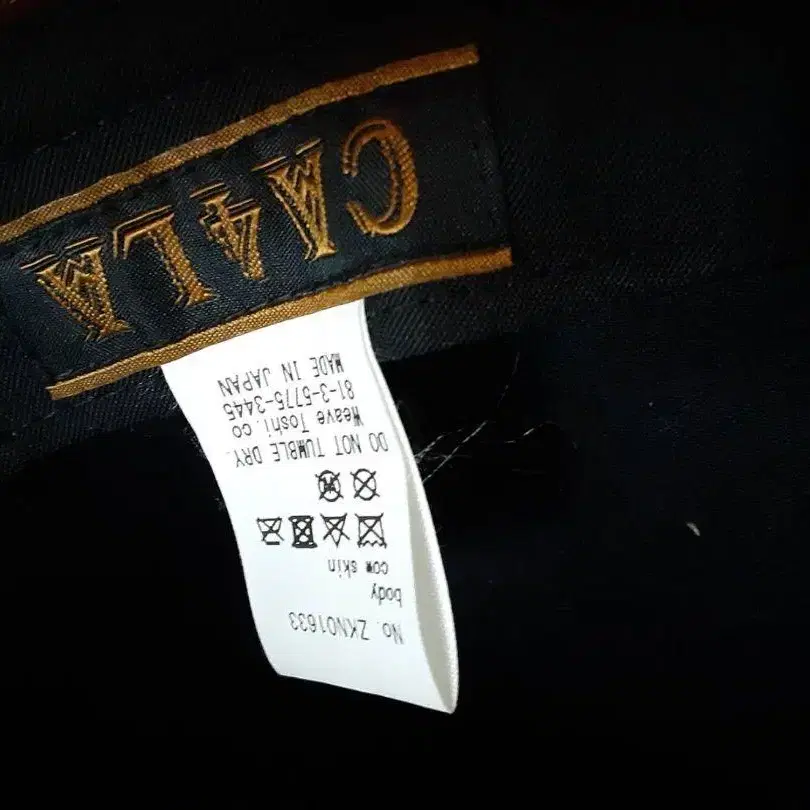 CA4LA
No. ZKN01633
body
cow skin
DO NOT TUMBLE DRY.
Weave Toshi.CO
81-3-5775-3445
MADE IN JAPAN